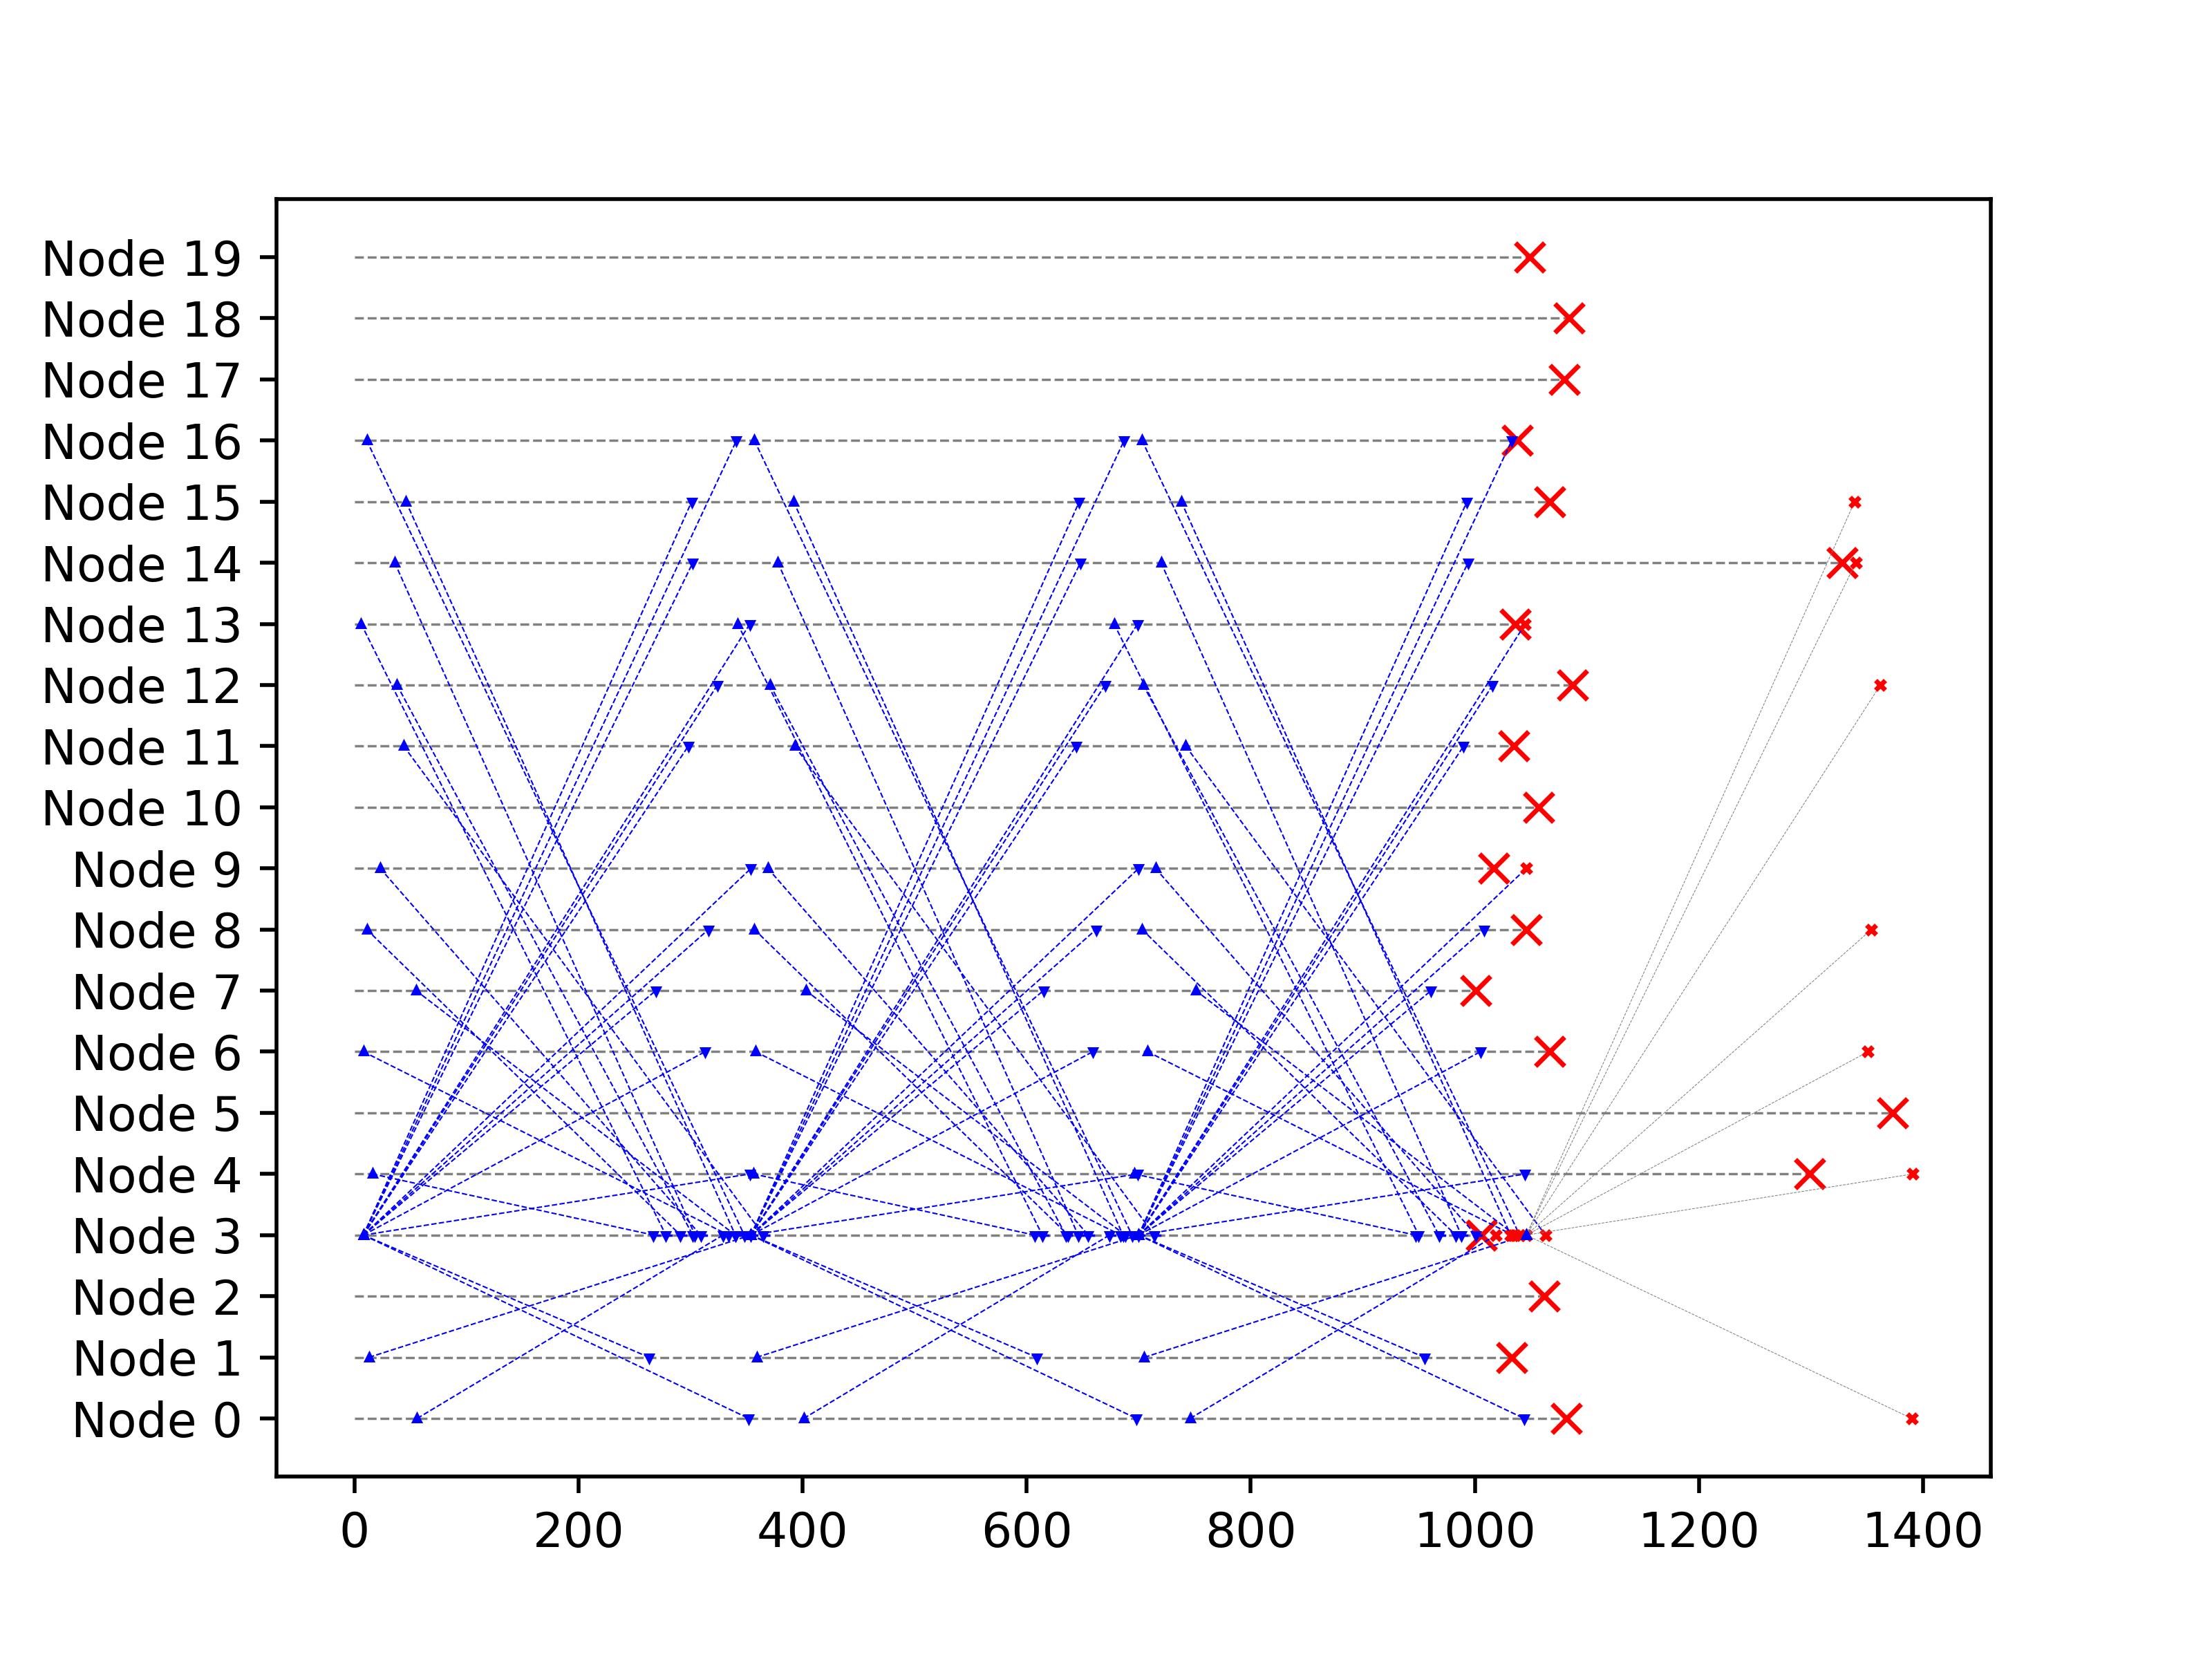 Node 19
Node 18
Node 17
Node 16
Node 15
Node 14
Node 13
Node 12
Node 11
Node 10
Node 9
Node 8
Node 7
Node 6
Node 5
Node 4
Node 3
Node 2
Node 1
Node 0
0 200 400 600 800 1000 1200 1400